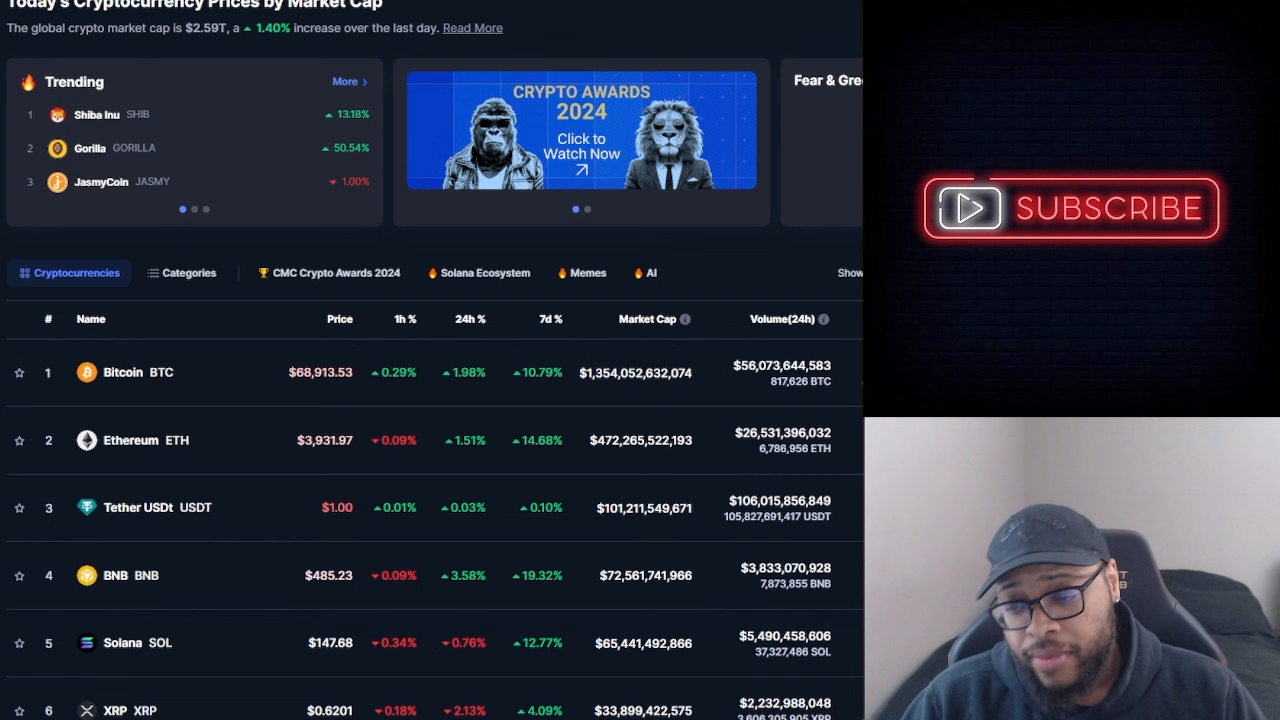 Today's Cryptocurrency Prices by Market Cap
The global crypto market cap is $2.59T, a 1.40% increase over the last day. Read More
Trending
More >
1 Shiba Inu SHIB 13.18%
2 Gorilla GORILLA 50.54%
3 JasmyCoin JASMY 1.00%
CRYPTO AWARDS
2024
Click to
Watch Now
Fear & Gre
SUBSCRIBE
Cryptocurrencies Categories CMC Crypto Awards 2024 Solana Ecosystem Memes AI Show
# Name Price 1h % 24h % 7d % Market Cap Volume(24h)
1 Bitcoin BTC $68,913.53 0.29% 1.98% 10.79% $1,354,052,632,074 $56,073,644,583
817,626 BTC
2 Ethereum ETH $3,931.97 0.09% 1.51% 14.68% $472,265,522,193 $26,531,396,032
6,786,956 ETH
3 Tether USDt USDT $1.00 0.01% 0.03% 0.10% $101,211,549,671 $106,015,856,849
105,827,691,417 USDT
4 BNB BNB $485.23 0.09% 3.58% 19.32% $72,561,741,966 $3,833,070,928
7,873,855 BNB
5 Solana SOL $147.68 0.34% 0.76% 12.77% $65,441,492,866 $5,490,458,606
37,327,486 SOL
6 XRP XRP $0.6201 0.18% 2.13% 4.09% $33,899,422,575 $2,232,988,048
3,606,305,905 XRP